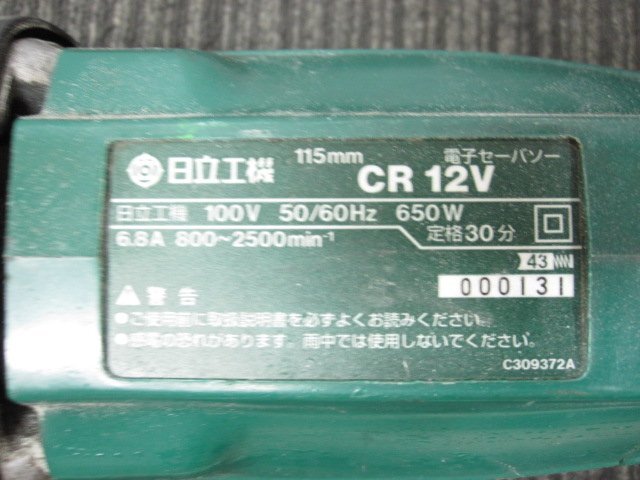 115mm 電子セーバソー
日立工機 CR 12V
日立工機 100V 50/60Hz 650W
6.8A 800~2500min⁻¹ 定格30分
43
000131
警告
●ご使用前に取扱説明書を必ずよくお読みください。
●感電の恐れがあります。雨中では使用しないでください。
C309372A